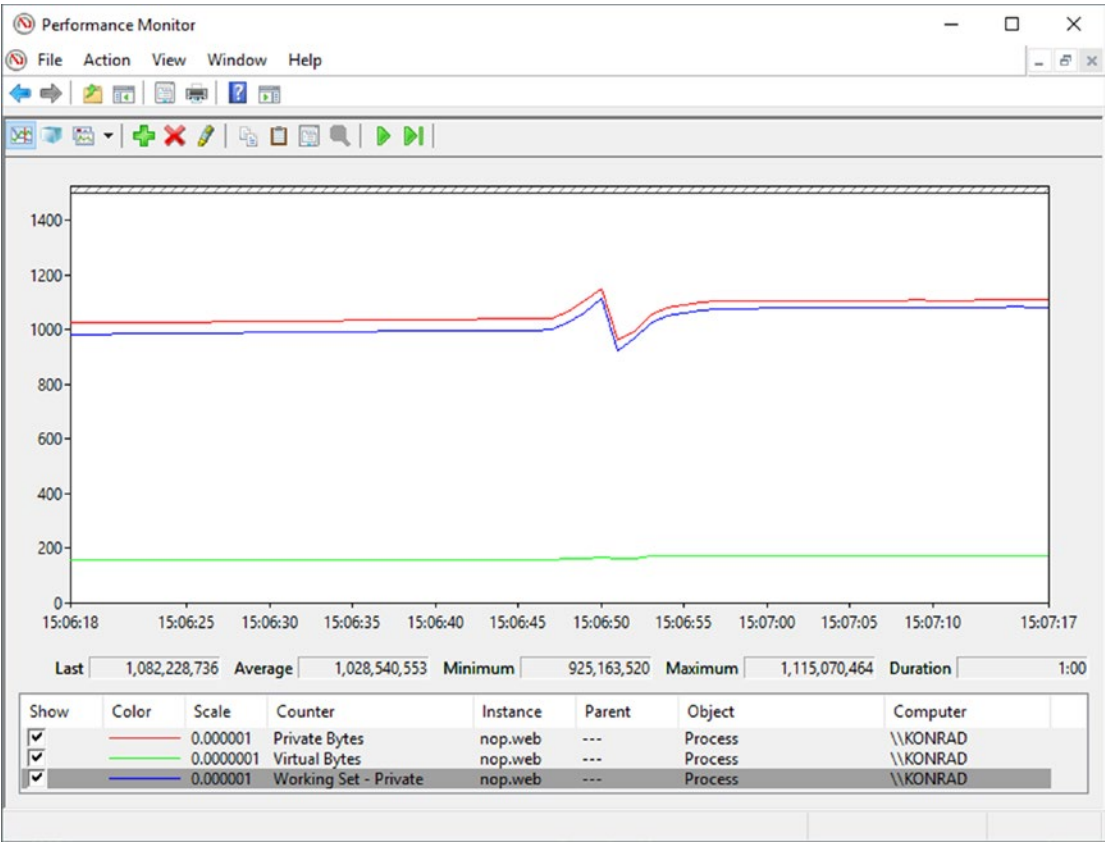 Performance Monitor
File Action View Window Help
1400
1200
1000
800
600
400
200
0
15:06:18 15:06:25 15:06:30 15:06:35 15:06:40 15:06:45 15:06:50 15:06:55 15:07:00 15:07:05 15:07:10 15:07:17
Last 1,082,228,736 Average 1,028,540,553 Minimum 925,163,520 Maximum 1,115,070,464 Duration 1:00
Show Color Scale Counter Instance Parent Object Computer
0.000001 Private Bytes nop.web --- Process \\KONRAD
0.0000001 Virtual Bytes nop.web --- Process \\KONRAD
0.000001 Working Set - Private nop.web --- Process \\KONRAD